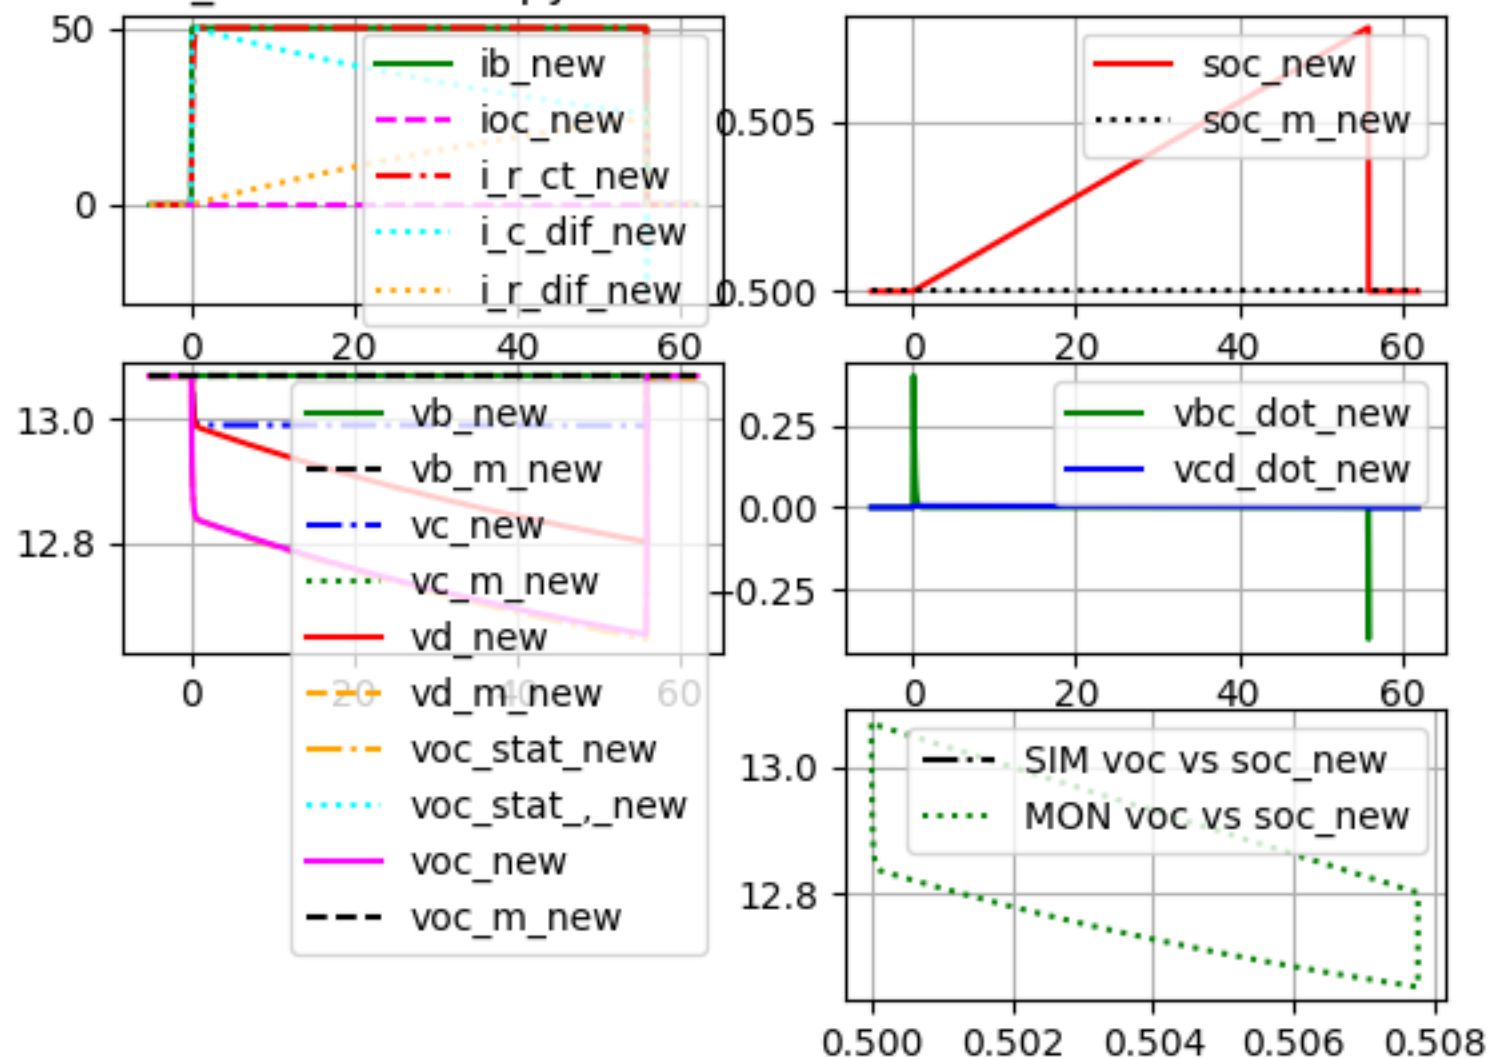 50
0
ib_new
ioc_new
i_r_ct_new
i_c_dif_new
i_r_dif_new
0 20 40 60
0.505
0.500
soc_new
soc_m_new
0 20 40 60
13.0
12.8
vb_new
vb_m_new
vc_new
vc_m_new
vd_new
vd_m_new
voc_stat_new
voc_stat_,_new
voc_new
voc_m_new
0 20 40 60
0.25
0.00
−0.25
vbc_dot_new
vcd_dot_new
0 20 40 60
13.0
12.8
SIM voc vs soc_new
MON voc vs soc_new
0.500 0.502 0.504 0.506 0.508